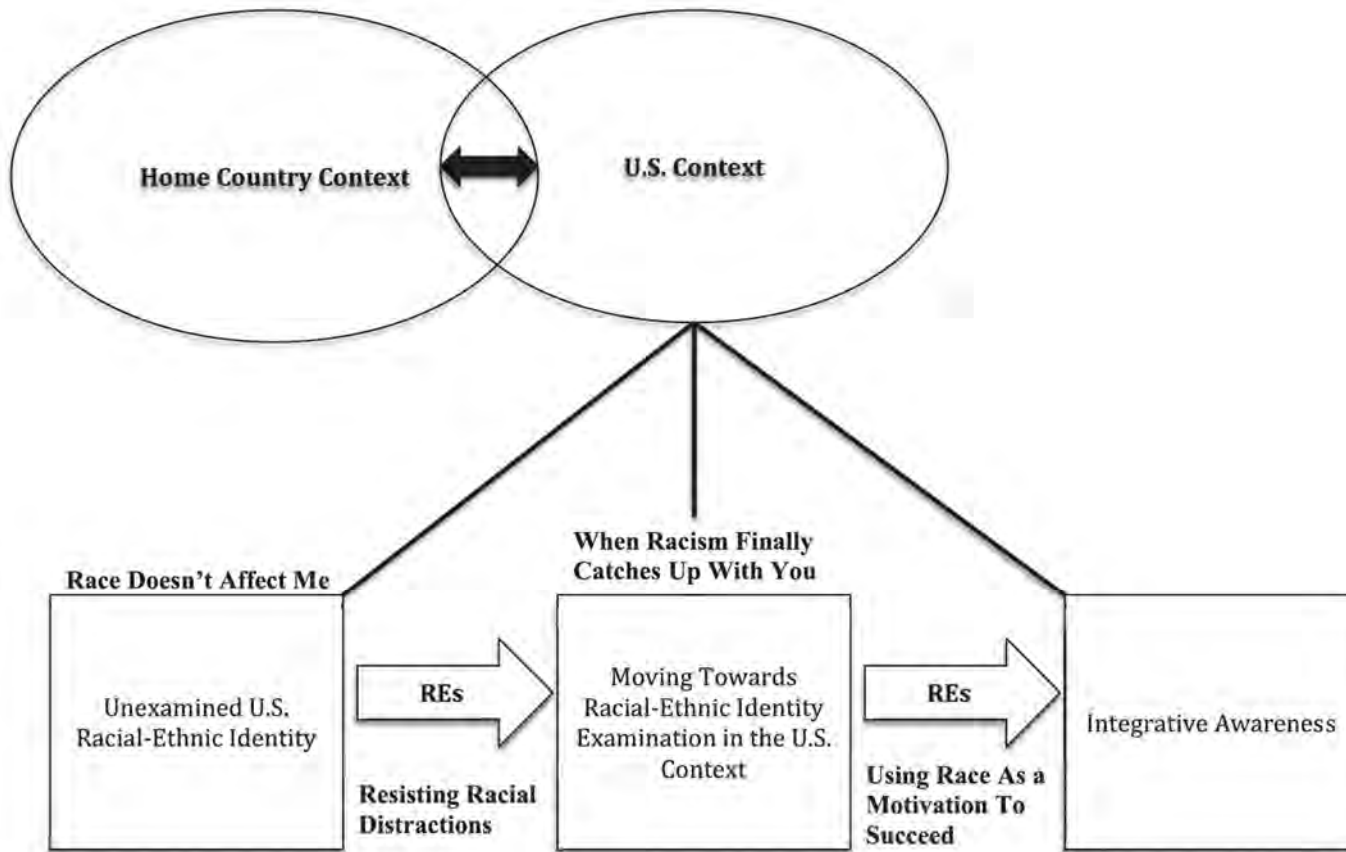 Home Country Context
U.S. Context
Race Doesn't Affect Me
When Racism Finally
Catches Up With You
Unexamined U.S.
Racial-Ethnic Identity
REs
Resisting Racial
Distractions
Moving Towards
Racial-Ethnic Identity
Examination in the U.S.
Context
REs
Using Race As a
Motivation To
Succeed
Integrative Awareness